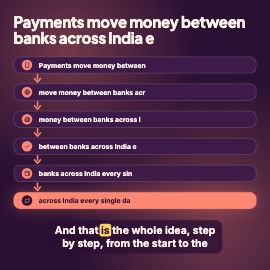 Payments move money between
banks across India e
Payments move money between
move money between banks acr
money between banks across I
between banks across India e
banks across India every sin
across India every single da
And that is the whole idea, step
by step, from the start to the